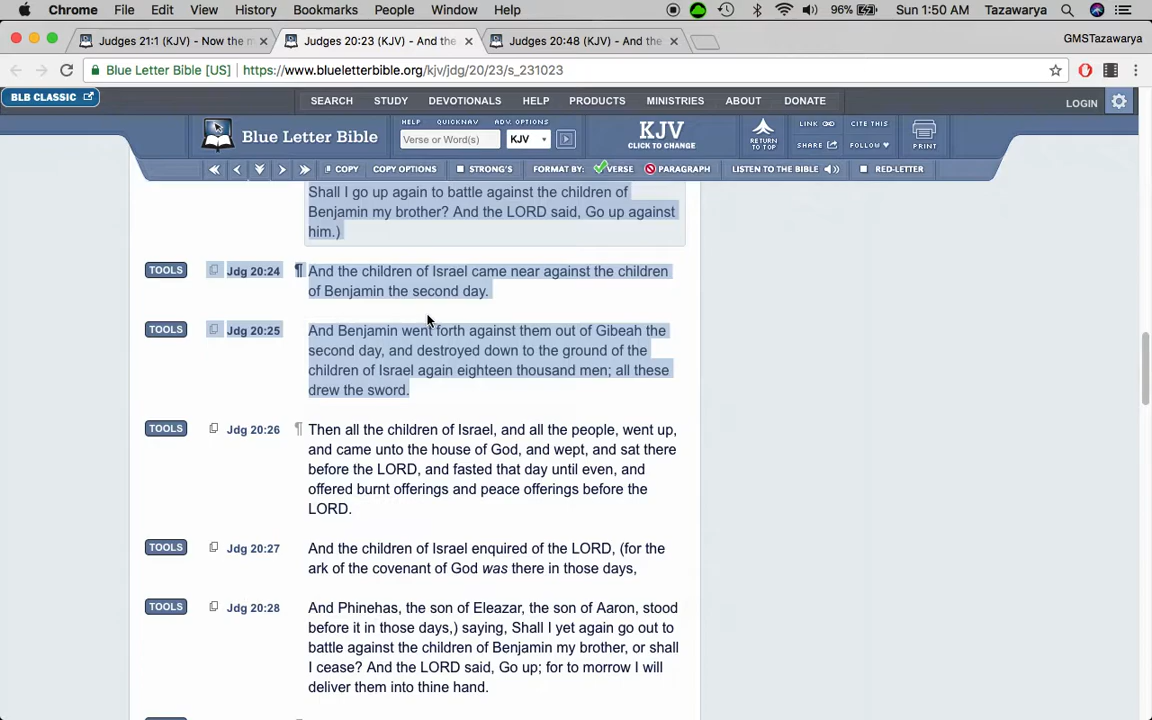 Chrome File Edit View History Bookmarks People Window Help 96% Sun 1:50 AM Tazawarya
Judges 21:1 (KJV) - Now the m × Judges 20:23 (KJV) - And the × Judges 20:48 (KJV) - And the × GMSTazawarya
Blue Letter Bible [US] https://www.blueletterbible.org/kjv/jdg/20/23/s_231023
BLB CLASSIC SEARCH STUDY DEVOTIONALS HELP PRODUCTS MINISTRIES ABOUT DONATE LOGIN
HELP QUICKNAV ADV. OPTIONS LINK CITE THIS
Blue Letter Bible Verse or Word(s) KJV KJV CLICK TO CHANGE RETURN TO TOP SHARE FOLLOW PRINT
COPY COPY OPTIONS STRONG'S FORMAT BY: VERSE PARAGRAPH LISTEN TO THE BIBLE RED-LETTER
Shall I go up again to battle against the children of
Benjamin my brother? And the LORD said, Go up against
him.)
TOOLS Jdg 20:24 ¶ And the children of Israel came near against the children
of Benjamin the second day.
TOOLS Jdg 20:25 And Benjamin went forth against them out of Gibeah the
second day, and destroyed down to the ground of the
children of Israel again eighteen thousand men; all these
drew the sword.
TOOLS Jdg 20:26 ¶ Then all the children of Israel, and all the people, went up,
and came unto the house of God, and wept, and sat there
before the LORD, and fasted that day until even, and
offered burnt offerings and peace offerings before the
LORD.
TOOLS Jdg 20:27 And the children of Israel enquired of the LORD, (for the
ark of the covenant of God was there in those days,
TOOLS Jdg 20:28 And Phinehas, the son of Eleazar, the son of Aaron, stood
before it in those days,) saying, Shall I yet again go out to
battle against the children of Benjamin my brother, or shall
I cease? And the LORD said, Go up; for to morrow I will
deliver them into thine hand.